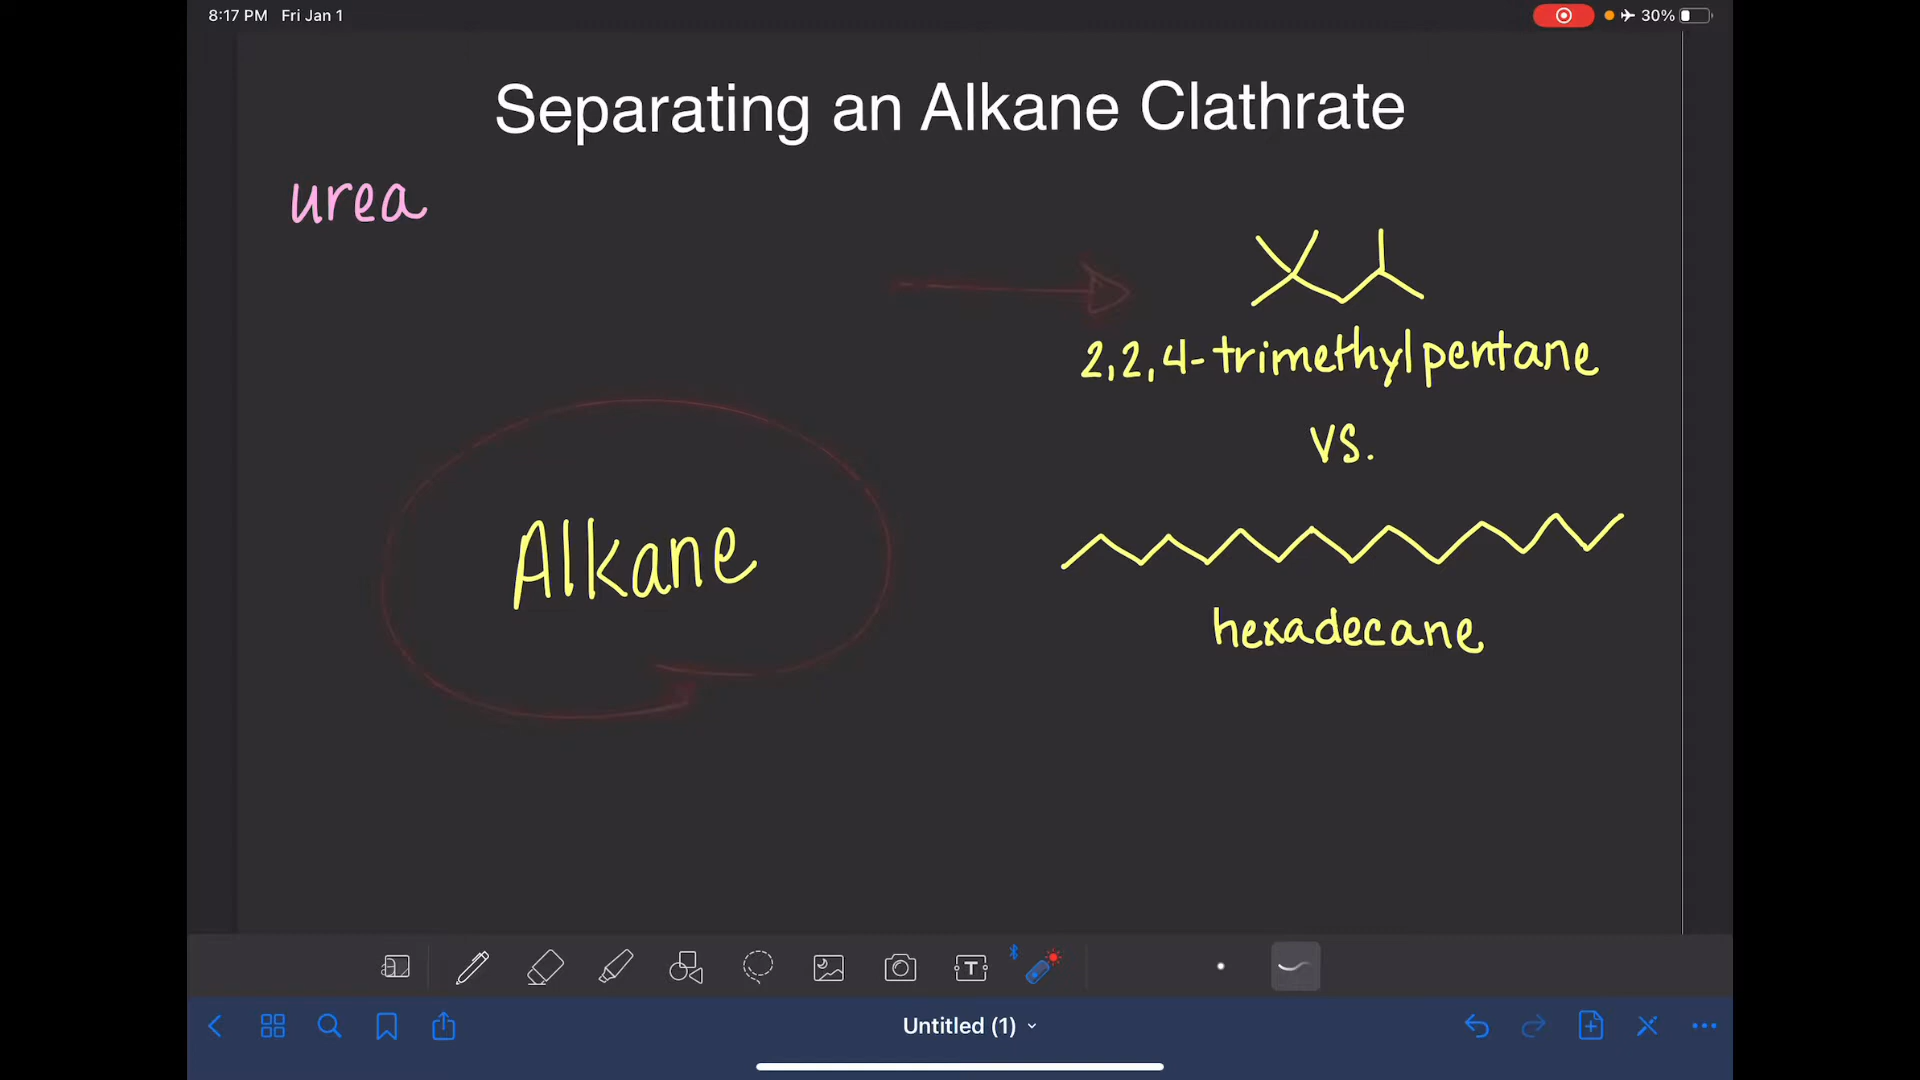 8:17 PM Fri Jan 1
30%
Separating an Alkane Clathrate
urea
2,2,4-trimethylpentane
vs.
Alkane
hexadecane
T
Untitled (1)